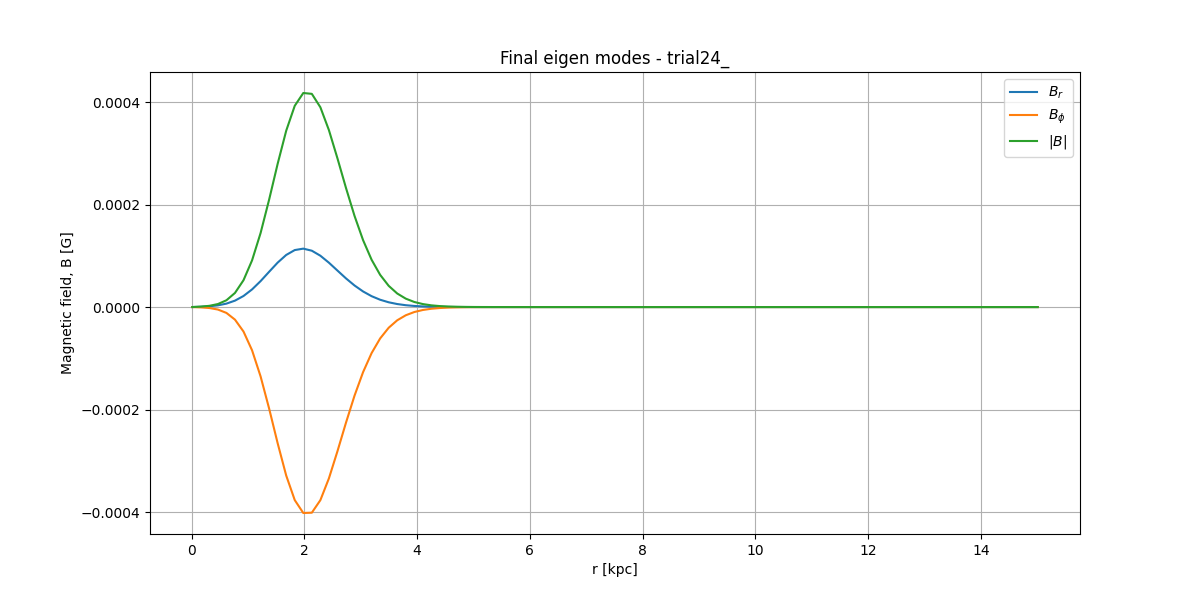 Final eigen modes - trial24_
B_r
B_ϕ
|B|
Magnetic field, B [G]
0.0004
0.0002
0.0000
−0.0002
−0.0004
0 2 4 6 8 10 12 14
r [kpc]